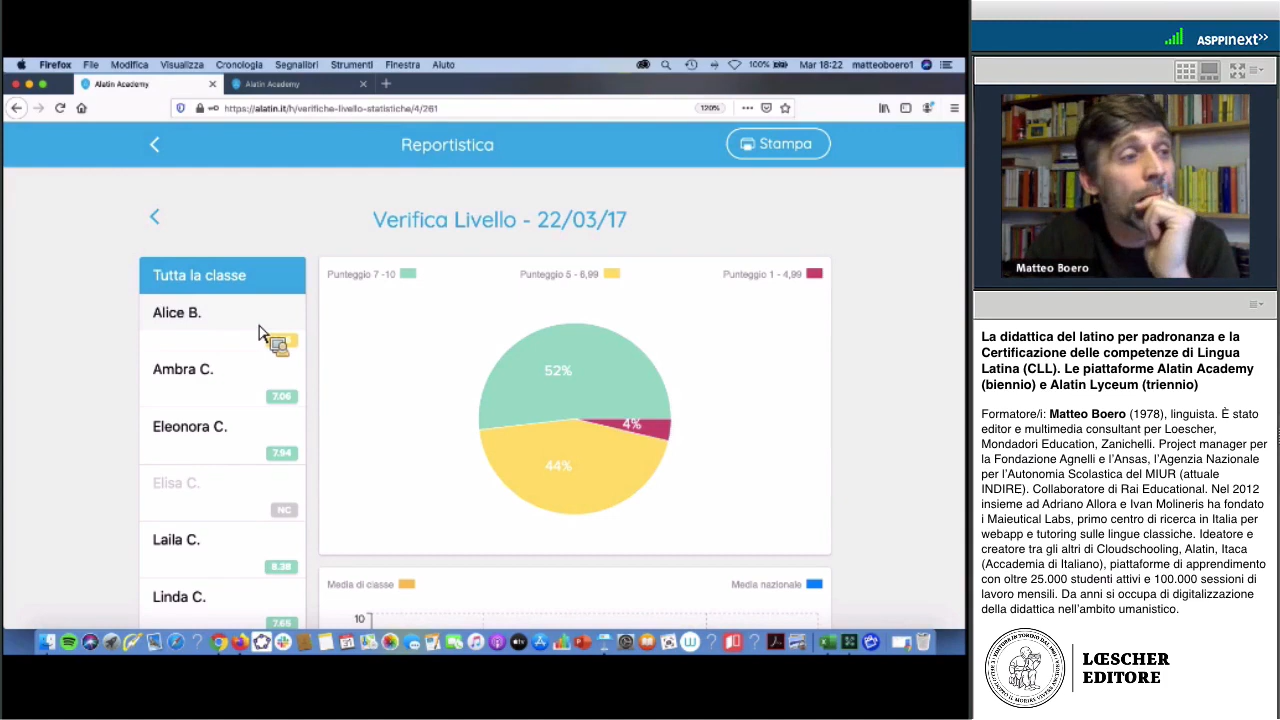 Firefox File Modifica Visualizza Cronologia Segnalibri Strumenti Finestra Aiuto
100% Mar 18:22 matteoboero1
Alatin Academy
Alatin Academy
https://alatin.it/h/verifiche-livello-statistiche/4/261
120%
Reportistica
Stampa
Verifica Livello - 22/03/17
Tutta la classe
Alice B.
Ambra C.
7.06
Eleonora C.
7.94
Elisa C.
NC
Laila C.
8.38
Linda C.
7.65
Punteggio 7 -10
Punteggio 5 - 6,99
Punteggio 1 - 4,99
52%
4%
44%
Media di classe
Media nazionale
10
ASPPInext>>
Matteo Boero
La didattica del latino per padronanza e la
Certificazione delle competenze di Lingua
Latina (CLL). Le piattaforme Alatin Academy
(biennio) e Alatin Lyceum (triennio)
Formatore/i: Matteo Boero (1978), linguista. È stato
editor e multimedia consultant per Loescher,
Mondadori Education, Zanichelli. Project manager per
la Fondazione Agnelli e l'Ansas, l'Agenzia Nazionale
per l'Autonomia Scolastica del MIUR (attuale
INDIRE). Collaboratore di Rai Educational. Nel 2012
insieme ad Adriano Allora e Ivan Molineris ha fondato
i Maieutical Labs, primo centro di ricerca in Italia per
webapp e tutoring sulle lingue classiche. Ideatore e
creatore tra gli altri di Cloudschooling, Alatin, Itaca
(Accademia di Italiano), piattaforme di apprendimento
con oltre 25.000 studenti attivi e 100.000 sessioni di
lavoro mensili. Da anni si occupa di digitalizzazione
della didattica nell'ambito umanistico.
LŒSCHER
EDITORE